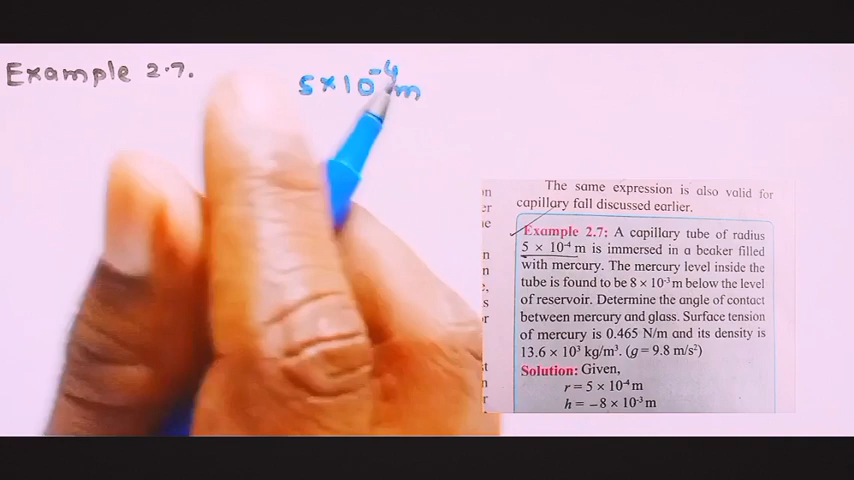 Example 2.7.
5×10⁻⁴m
The same expression is also valid for
capillary fall discussed earlier.
Example 2.7: A capillary tube of radius
5 × 10⁻⁴ m is immersed in a beaker filled
with mercury. The mercury level inside the
tube is found to be 8 × 10⁻³ m below the level
of reservoir. Determine the angle of contact
between mercury and glass. Surface tension
of mercury is 0.465 N/m and its density is
13.6 × 10³ kg/m³. (g = 9.8 m/s²)
Solution: Given,
r = 5 × 10⁻⁴ m
h = −8 × 10⁻³ m